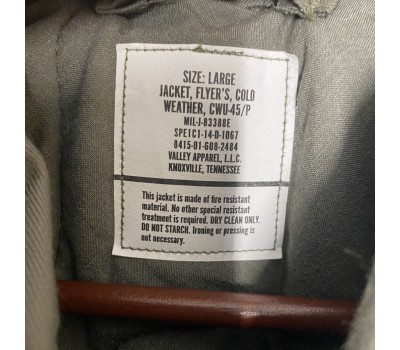 SIZE: LARGE
JACKET, FLYER'S, COLD
WEATHER, CWU-45/P
MIL-J-83388E
SPE1C1-14-D-1067
8415-01-608-2484
VALLEY APPAREL, L.L.C.
KNOXVILLE, TENNESSEE
This jacket is made of fire resistant
material. No other special resistant
treatment is required. DRY CLEAN ONLY.
DO NOT STARCH. Ironing or pressing is
not necessary.